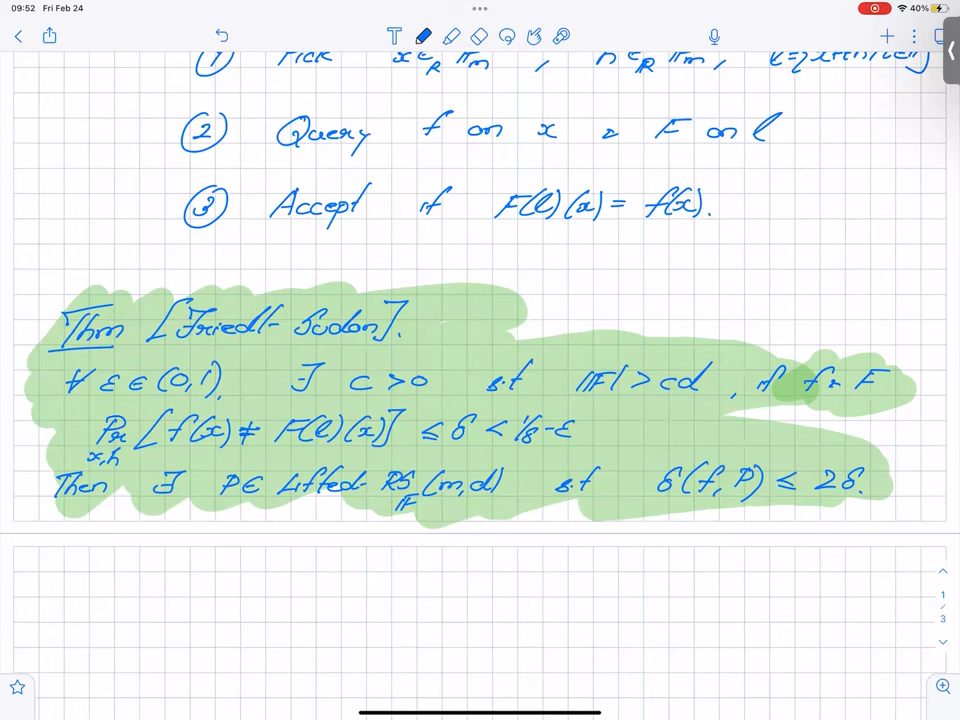 09:52 Fri Feb 24
40%
① Pick x ∈_R F^m, h ∈_R F^m,
② Query f on x & F on l
③ Accept if F(l)(x) = f(x).
Thm [Friedl-Sudan].
∀ ε ∈ (0,1), ∃ c > 0 s.t |F| > cd, if f & F
Pr_{x,h} [f(x) ≠ F(l)(x)] ≤ δ < 1/8 - ε
Then ∃ P ∈ Lifted-RS_F (m,d) s.t δ(f,P) ≤ 2δ.
1
/
3